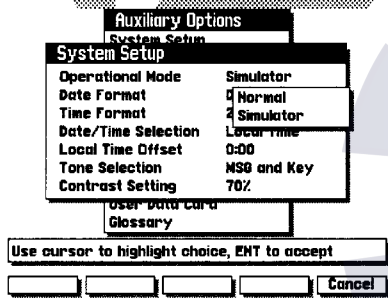 Auxiliary Options
System Setup
System Setup
Operational Mode Simulator
Date Format D
Normal
Time Format 2
Simulator
Date/Time Selection Local Time
Local Time Offset 0:00
Tone Selection MSG and Key
Contrast Setting 70%
User Data Card
Glossary
Use cursor to highlight choice, ENT to accept
Cancel